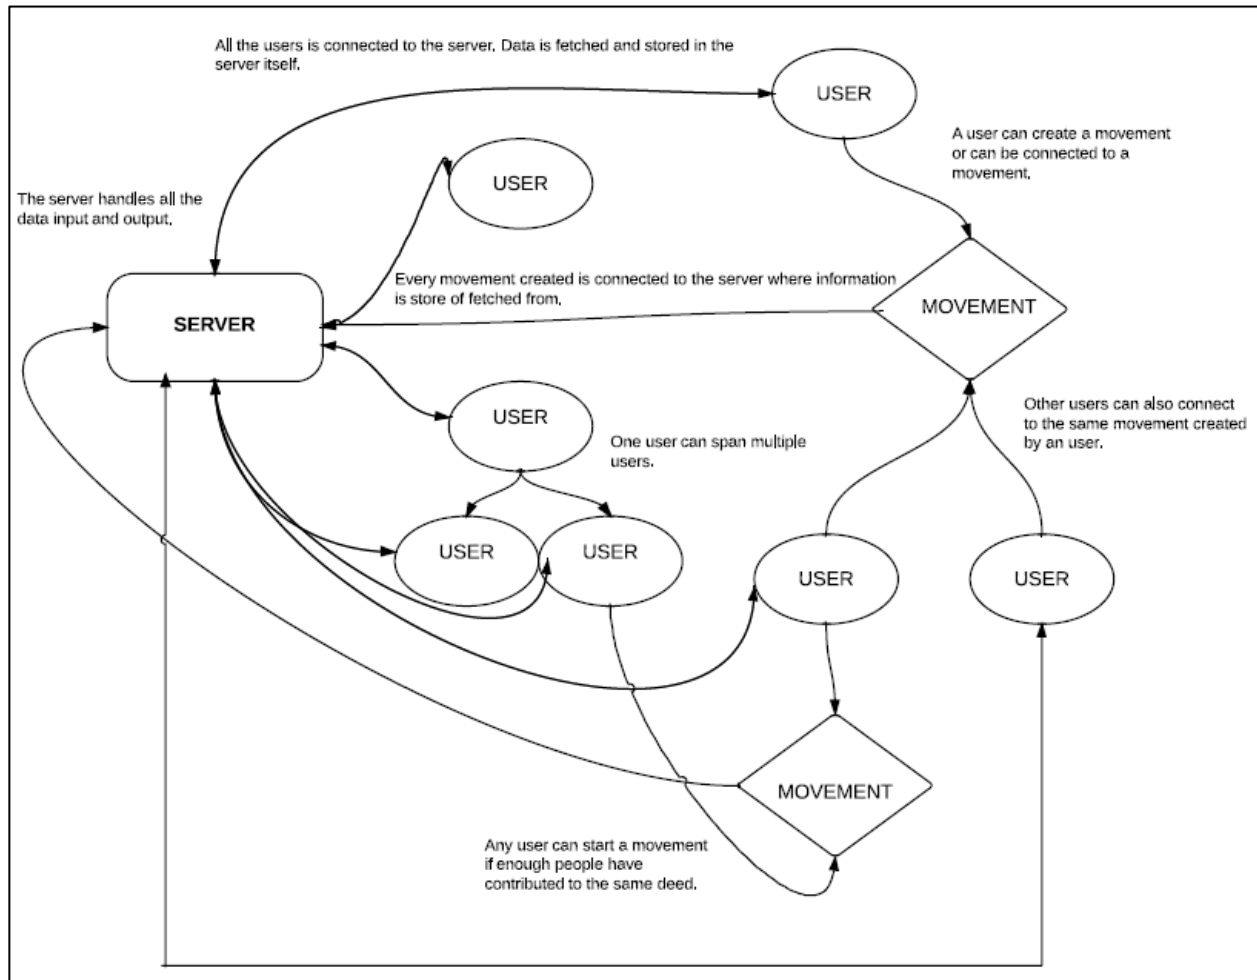 All the users is connected to the server. Data is fetched and stored in the
server itself.
USER
A user can create a movement
or can be connected to a
movement.
USER
The server handles all the
data input and output.
Every movement created is connected to the server where information
is store of fetched from.
MOVEMENT
SERVER
USER
Other users can also connect
to the same movement created
by an user.
One user can span multiple
users.
USER
USER
USER
USER
MOVEMENT
Any user can start a movement
if enough people have
contributed to the same deed.